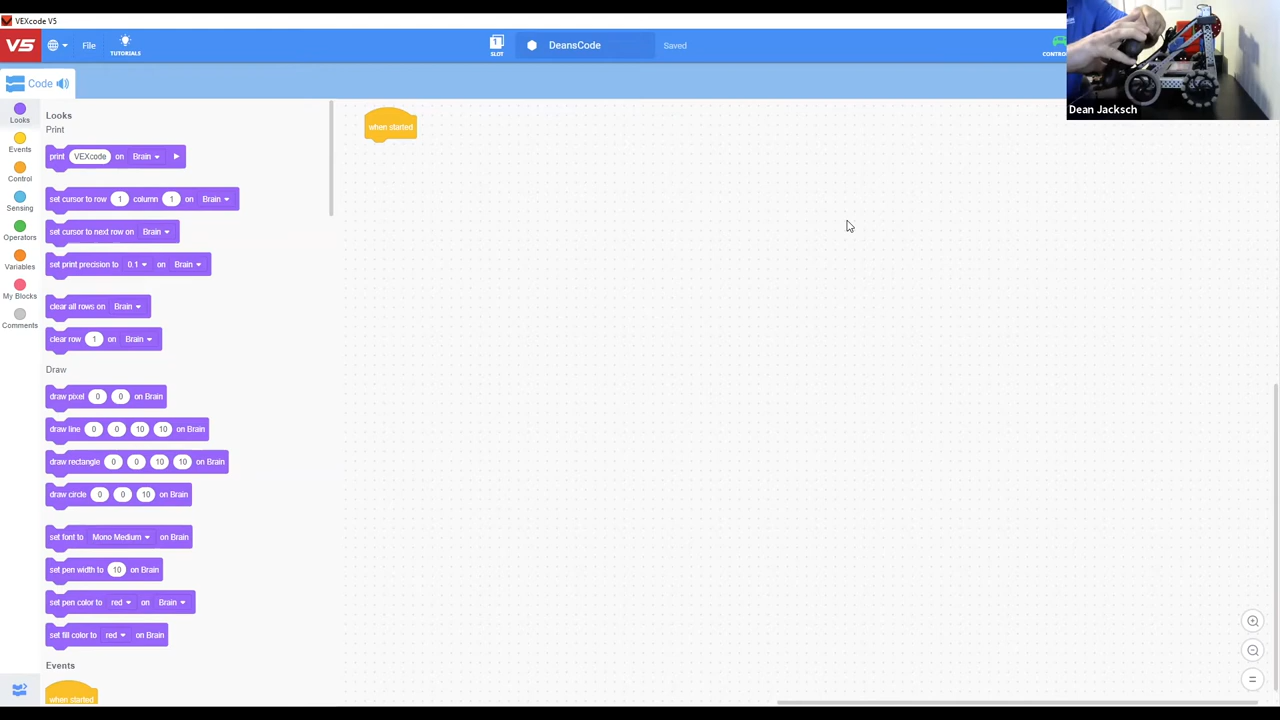 VEXcode V5
V5
File
TUTORIALS
1
SLOT
DeansCode
Saved
CONTRO
Dean Jacksch
Code
Looks
Events
Control
Sensing
Operators
Variables
My Blocks
Comments
Looks
Print
print VEXcode on Brain
set cursor to row 1 column 1 on Brain
set cursor to next row on Brain
set print precision to 0.1 on Brain
clear all rows on Brain
clear row 1 on Brain
Draw
draw pixel 0 0 on Brain
draw line 0 0 10 10 on Brain
draw rectangle 0 0 10 10 on Brain
draw circle 0 0 10 on Brain
set font to Mono Medium on Brain
set pen width to 10 on Brain
set pen color to red on Brain
set fill color to red on Brain
Events
when started
when started